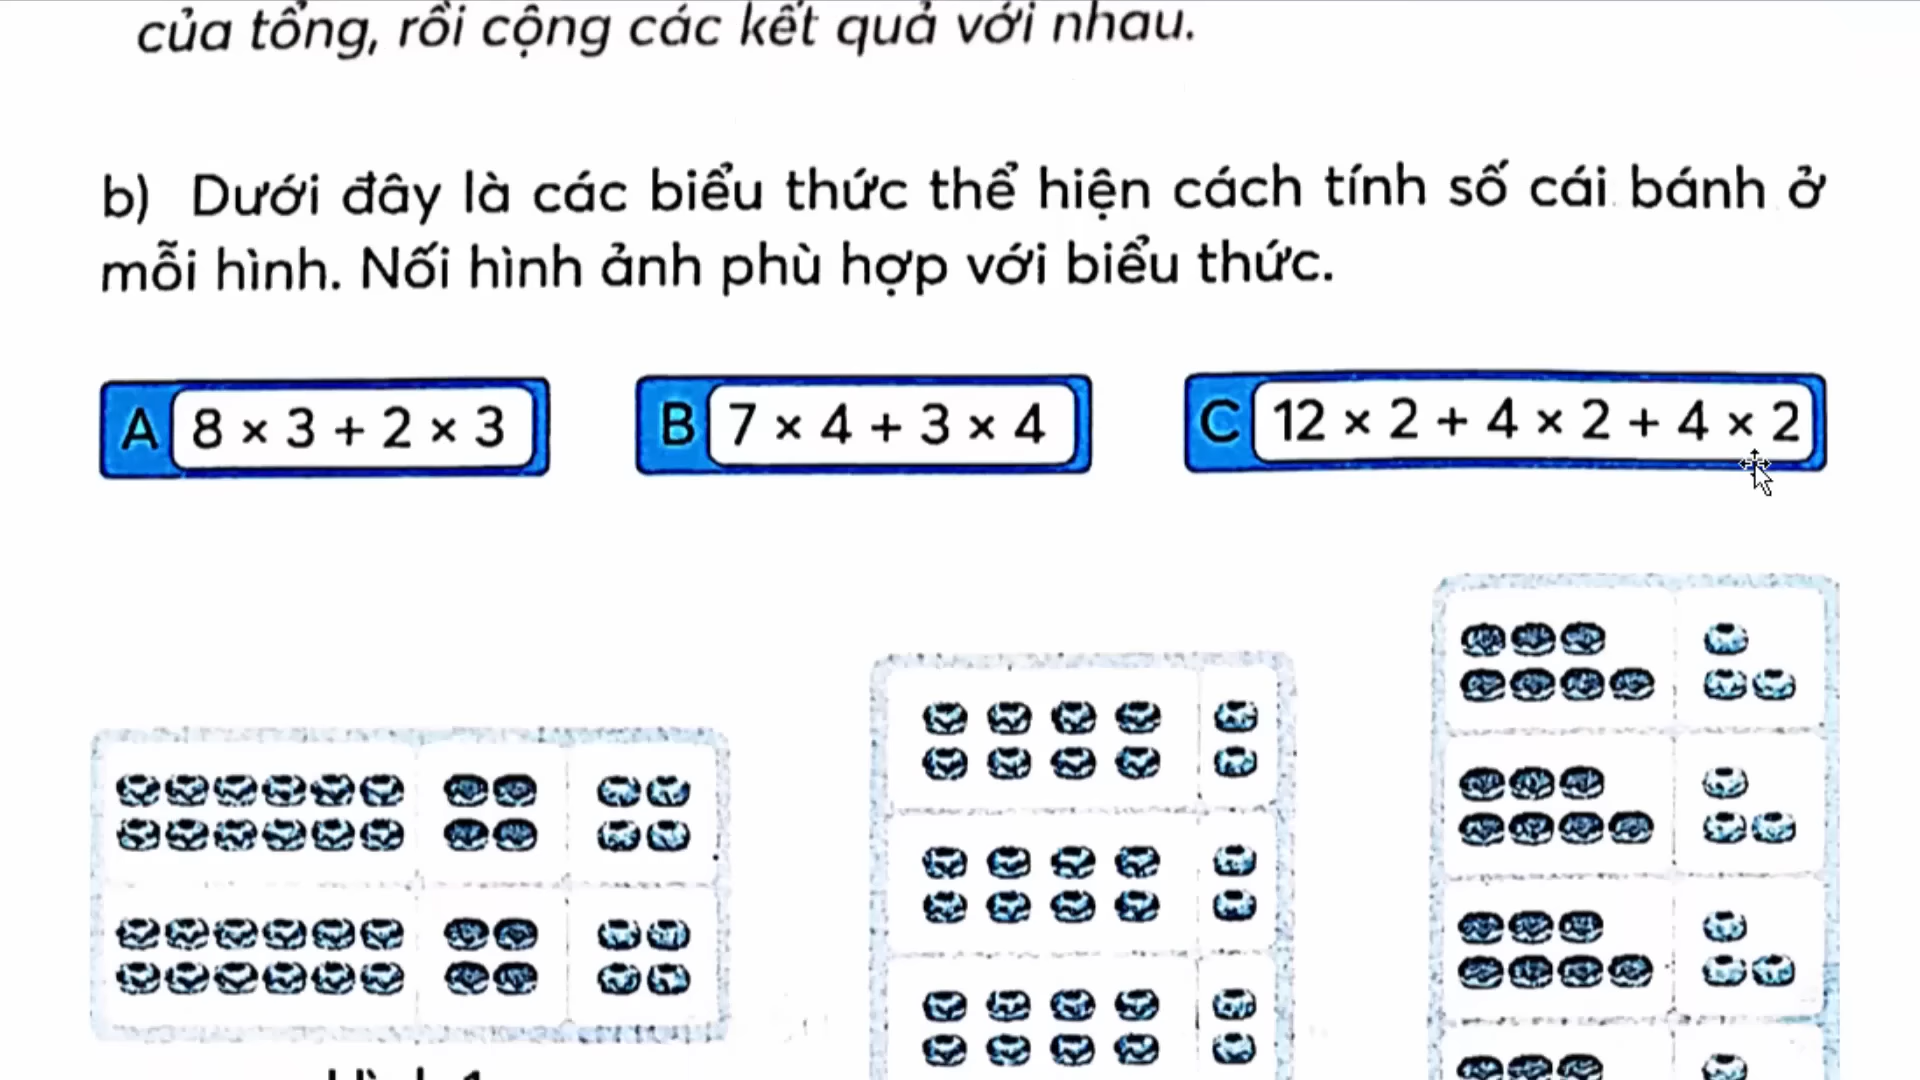 của tổng, rồi cộng các kết quả với nhau.
b) Dưới đây là các biểu thức thể hiện cách tính số cái bánh ở
mỗi hình. Nối hình ảnh phù hợp với biểu thức.
A 8 × 3 + 2 × 3
B 7 × 4 + 3 × 4
C 12 × 2 + 4 × 2 + 4 × 2